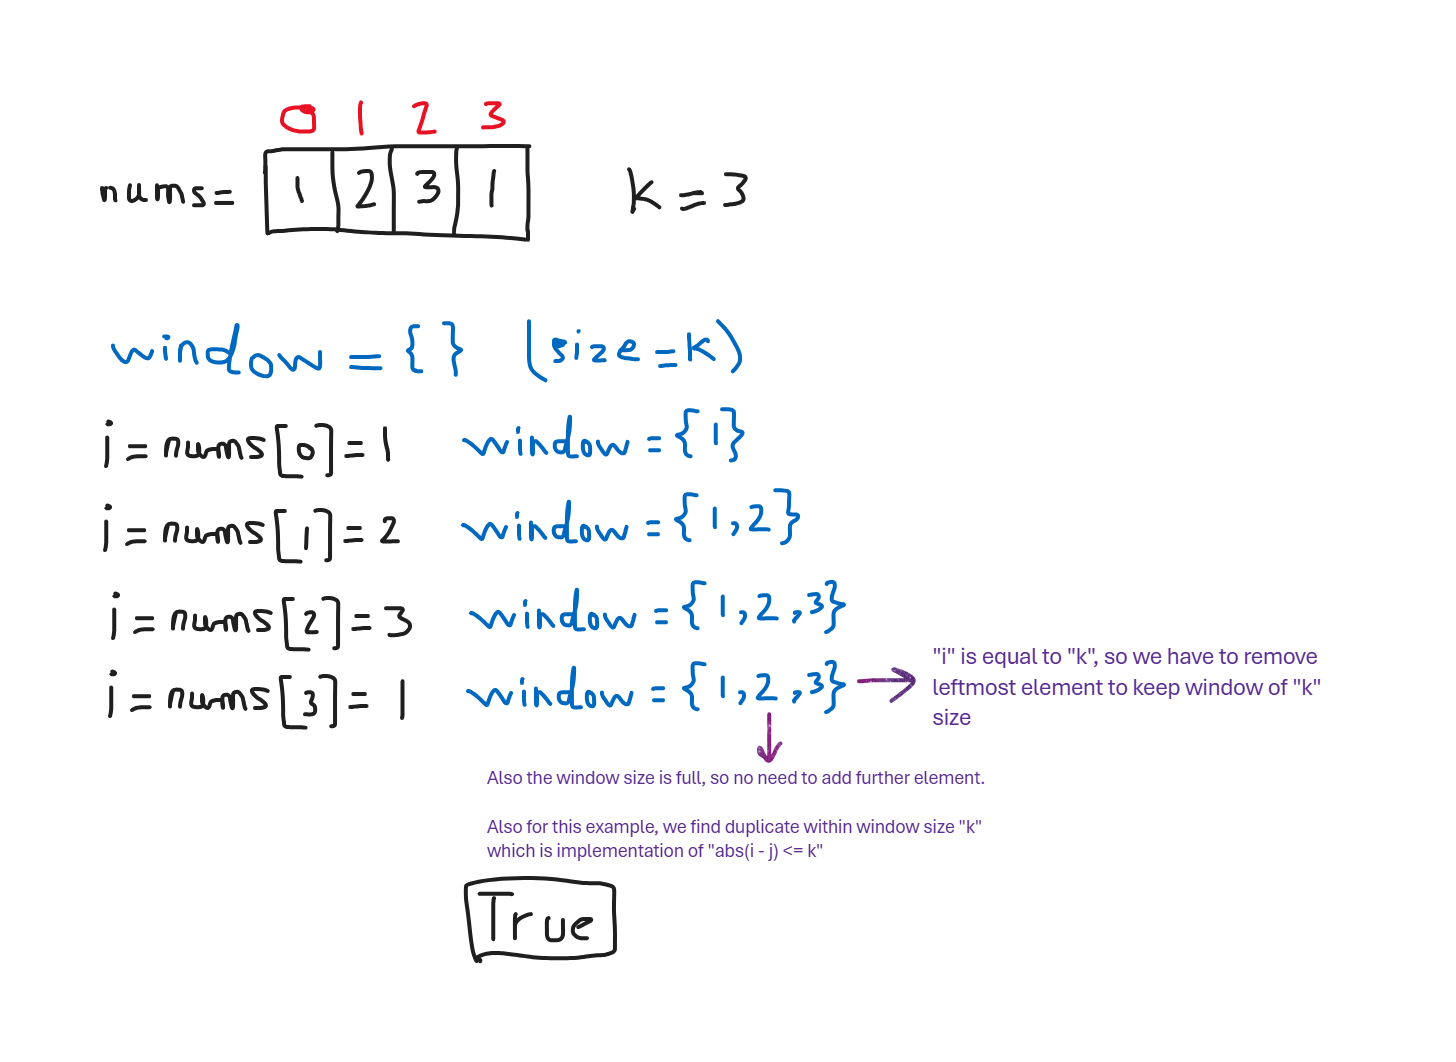 0 1 2 3
nums= 1 2 3 1 k = 3
window = { } (size=k)
i = nums[0]= 1 window = {1}
i = nums[1]= 2 window = {1,2}
i = nums[2]= 3 window = {1,2,3}
i = nums[3]= 1 window = {1,2,3}
"i" is equal to "k", so we have to remove
leftmost element to keep window of "k"
size
Also the window size is full, so no need to add further element.
Also for this example, we find duplicate within window size "k"
which is implementation of "abs(i - j) <= k"
True